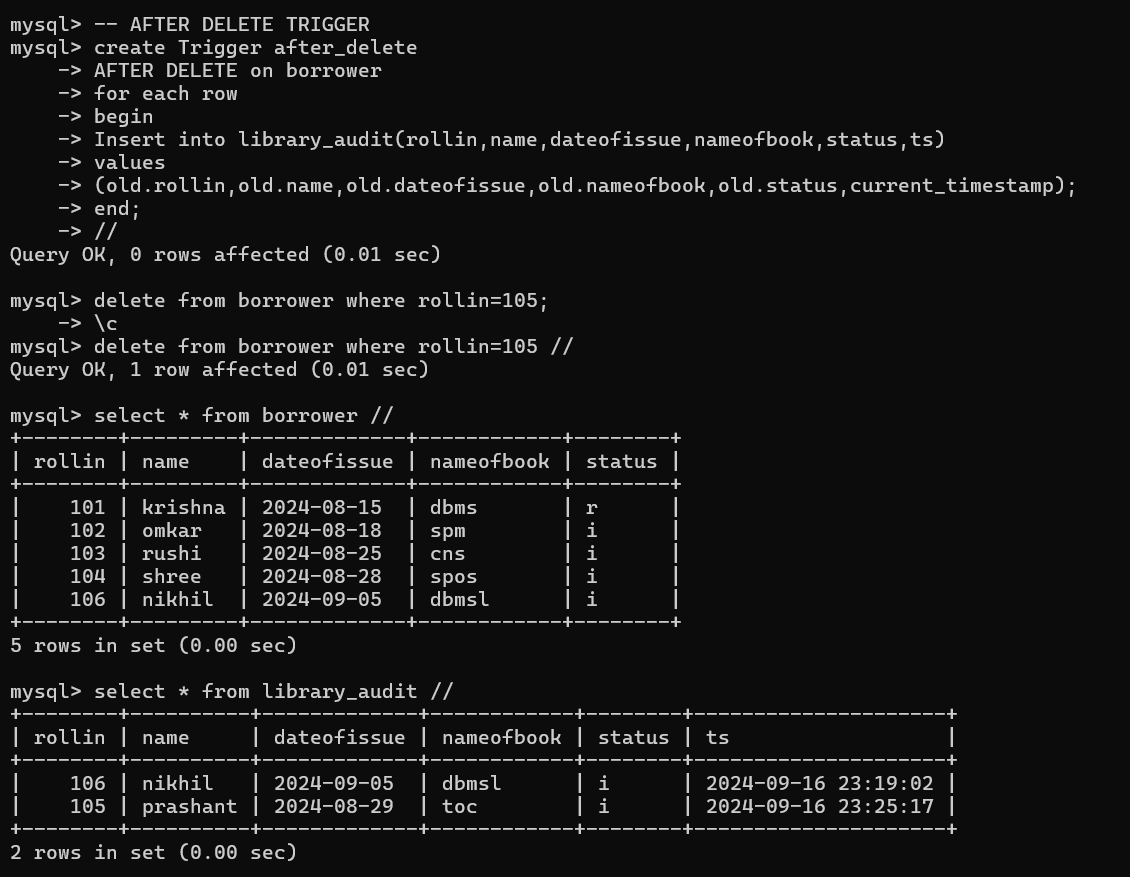 mysql> -- AFTER DELETE TRIGGER
mysql> create Trigger after_delete
    -> AFTER DELETE on borrower
    -> for each row
    -> begin
    -> Insert into library_audit(rollin,name,dateofissue,nameofbook,status,ts)
    -> values
    -> (old.rollin,old.name,old.dateofissue,old.nameofbook,old.status,current_timestamp);
    -> end;
    -> //
Query OK, 0 rows affected (0.01 sec)

mysql> delete from borrower where rollin=105;
    -> \c
mysql> delete from borrower where rollin=105 //
Query OK, 1 row affected (0.01 sec)

mysql> select * from borrower //
+--------+---------+-------------+------------+--------+
| rollin | name    | dateofissue | nameofbook | status |
+--------+---------+-------------+------------+--------+
|    101 | krishna | 2024-08-15  | dbms       | r      |
|    102 | omkar   | 2024-08-18  | spm        | i      |
|    103 | rushi   | 2024-08-25  | cns        | i      |
|    104 | shree   | 2024-08-28  | spos       | i      |
|    106 | nikhil  | 2024-09-05  | dbmsl      | i      |
+--------+---------+-------------+------------+--------+
5 rows in set (0.00 sec)

mysql> select * from library_audit //
+--------+----------+-------------+------------+--------+---------------------+
| rollin | name     | dateofissue | nameofbook | status | ts                  |
+--------+----------+-------------+------------+--------+---------------------+
|    106 | nikhil   | 2024-09-05  | dbmsl      | i      | 2024-09-16 23:19:02 |
|    105 | prashant | 2024-08-29  | toc        | i      | 2024-09-16 23:25:17 |
+--------+----------+-------------+------------+--------+---------------------+
2 rows in set (0.00 sec)